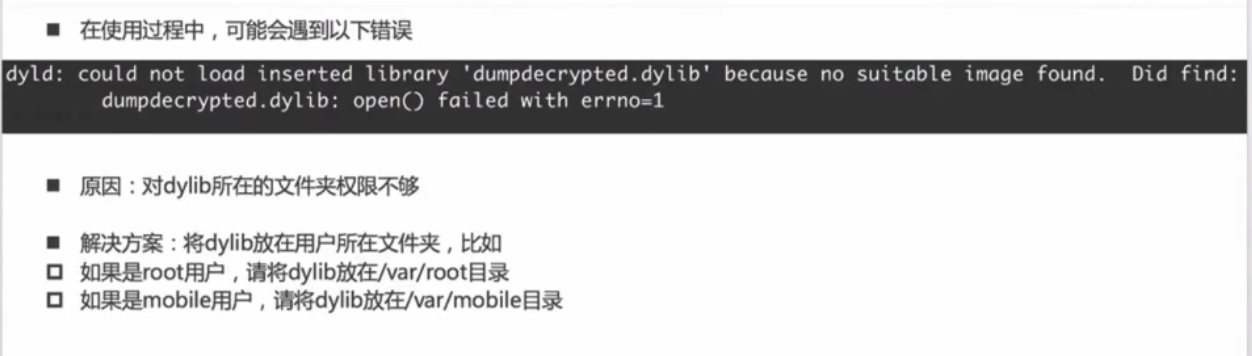 ■ 在使用过程中，可能会遇到以下错误
dyld: could not load inserted library 'dumpdecrypted.dylib' because no suitable image found.  Did find:
        dumpdecrypted.dylib: open() failed with errno=1
■ 原因：对dylib所在的文件夹权限不够
■ 解决方案：将dylib放在用户所在文件夹，比如
□ 如果是root用户，请将dylib放在/var/root目录
□ 如果是mobile用户，请将dylib放在/var/mobile目录